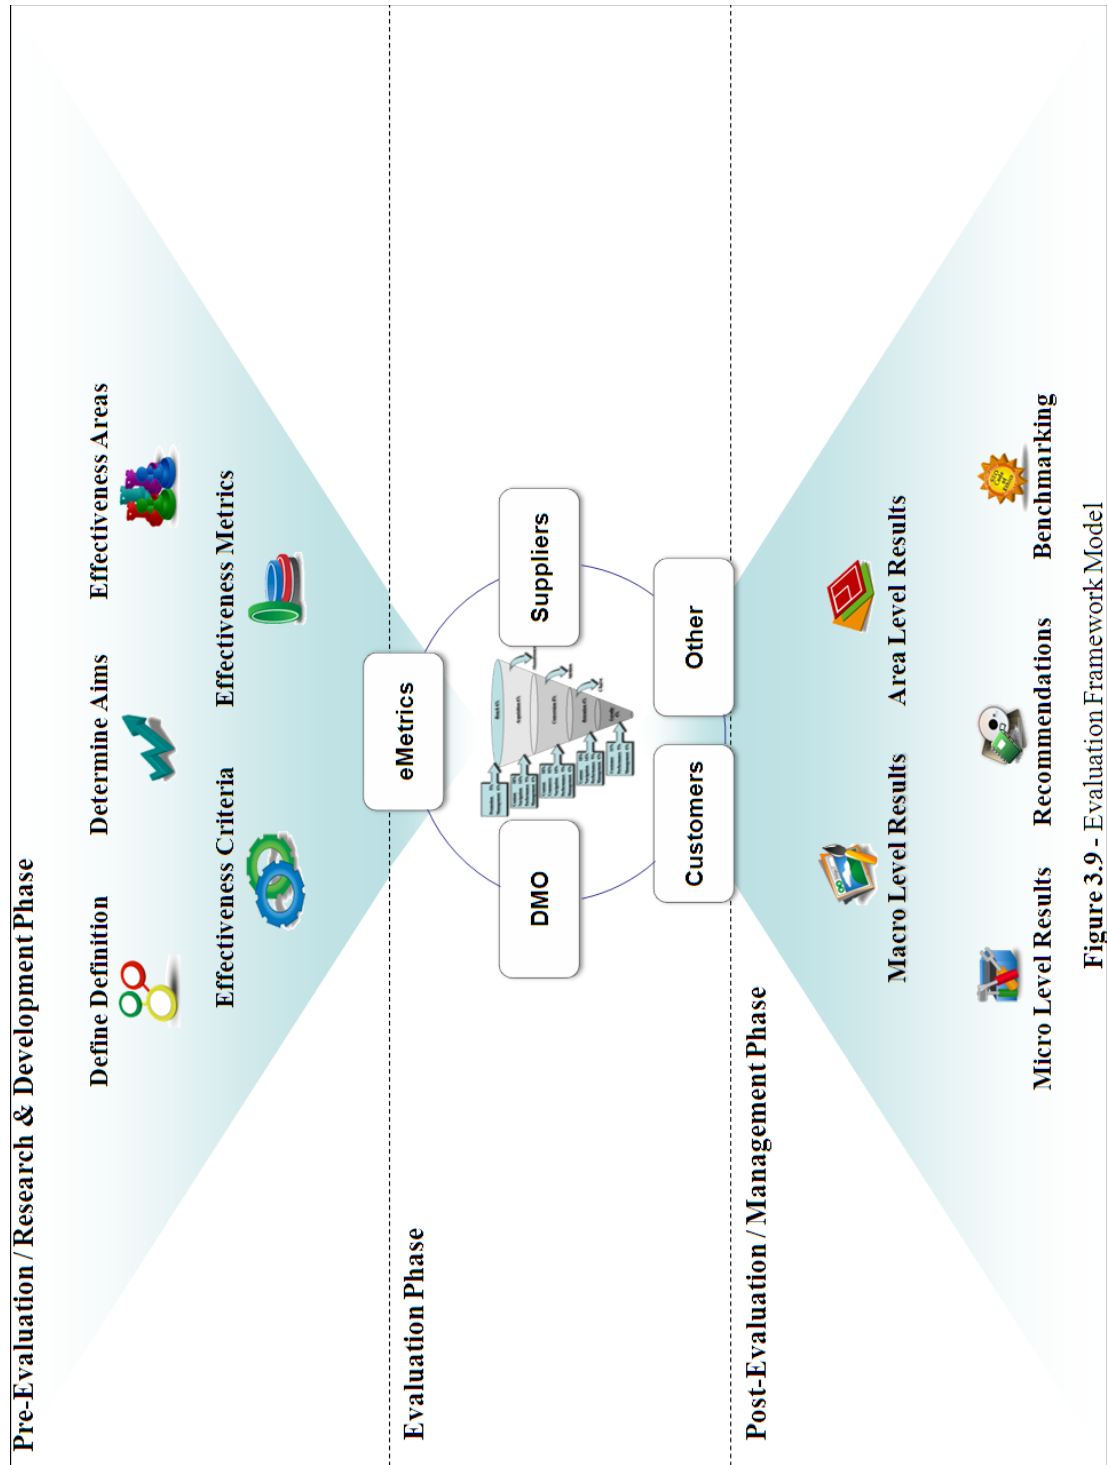 Pre-Evaluation / Research & Development Phase
Define Definition
Determine Aims
Effectiveness Areas
Effectiveness Criteria
Effectiveness Metrics
Evaluation Phase
eMetrics
DMO
Suppliers
Customers
Other
Post-Evaluation / Management Phase
Macro Level Results
Area Level Results
Micro Level Results
Recommendations
Benchmarking
Figure 3.9 - Evaluation Framework Model